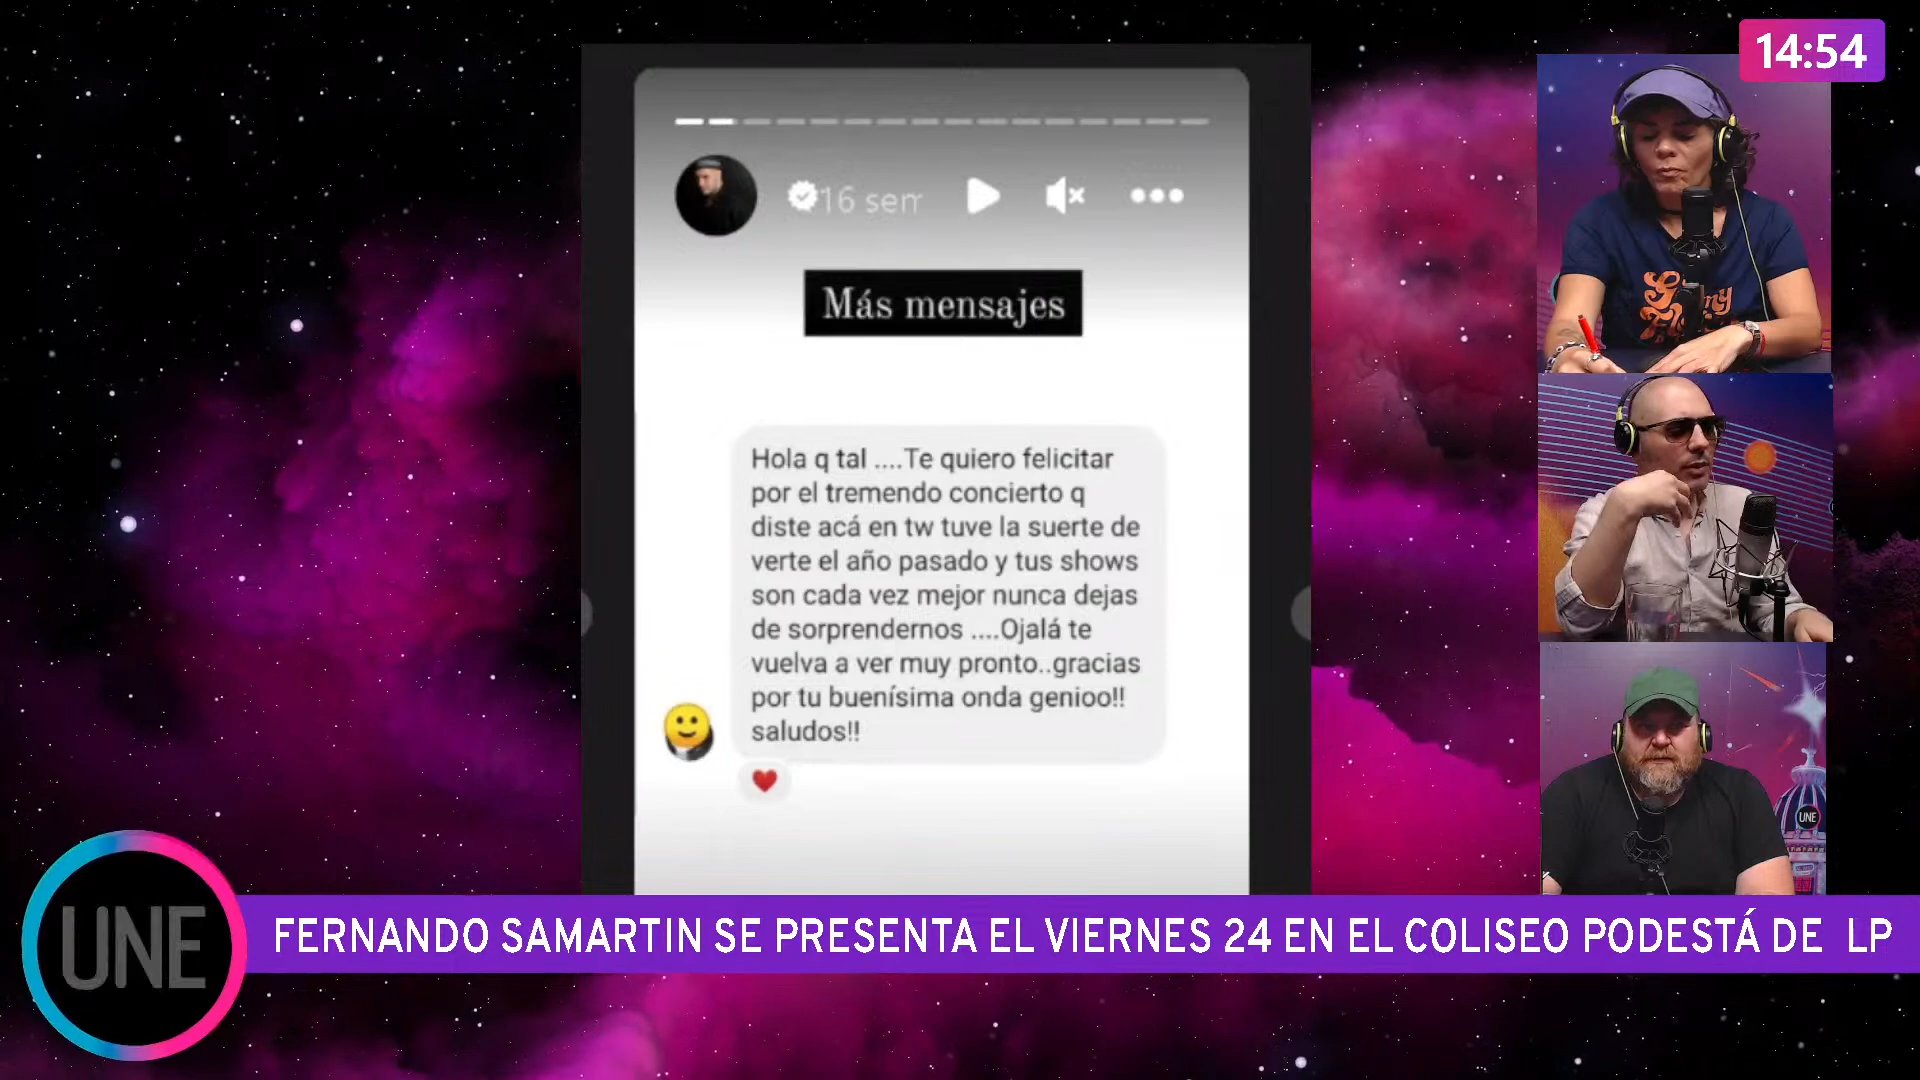 14:54
16 sem
Más mensajes
Hola q tal ....Te quiero felicitar
por el tremendo concierto q
diste acá en tw tuve la suerte de
verte el año pasado y tus shows
son cada vez mejor nunca dejas
de sorprendernos ....Ojalá te
vuelva a ver muy pronto..gracias
por tu buenísima onda genioo!!
saludos!!
UNE
UNE
FERNANDO SAMARTIN SE PRESENTA EL VIERNES 24 EN EL COLISEO PODESTÁ DE LP